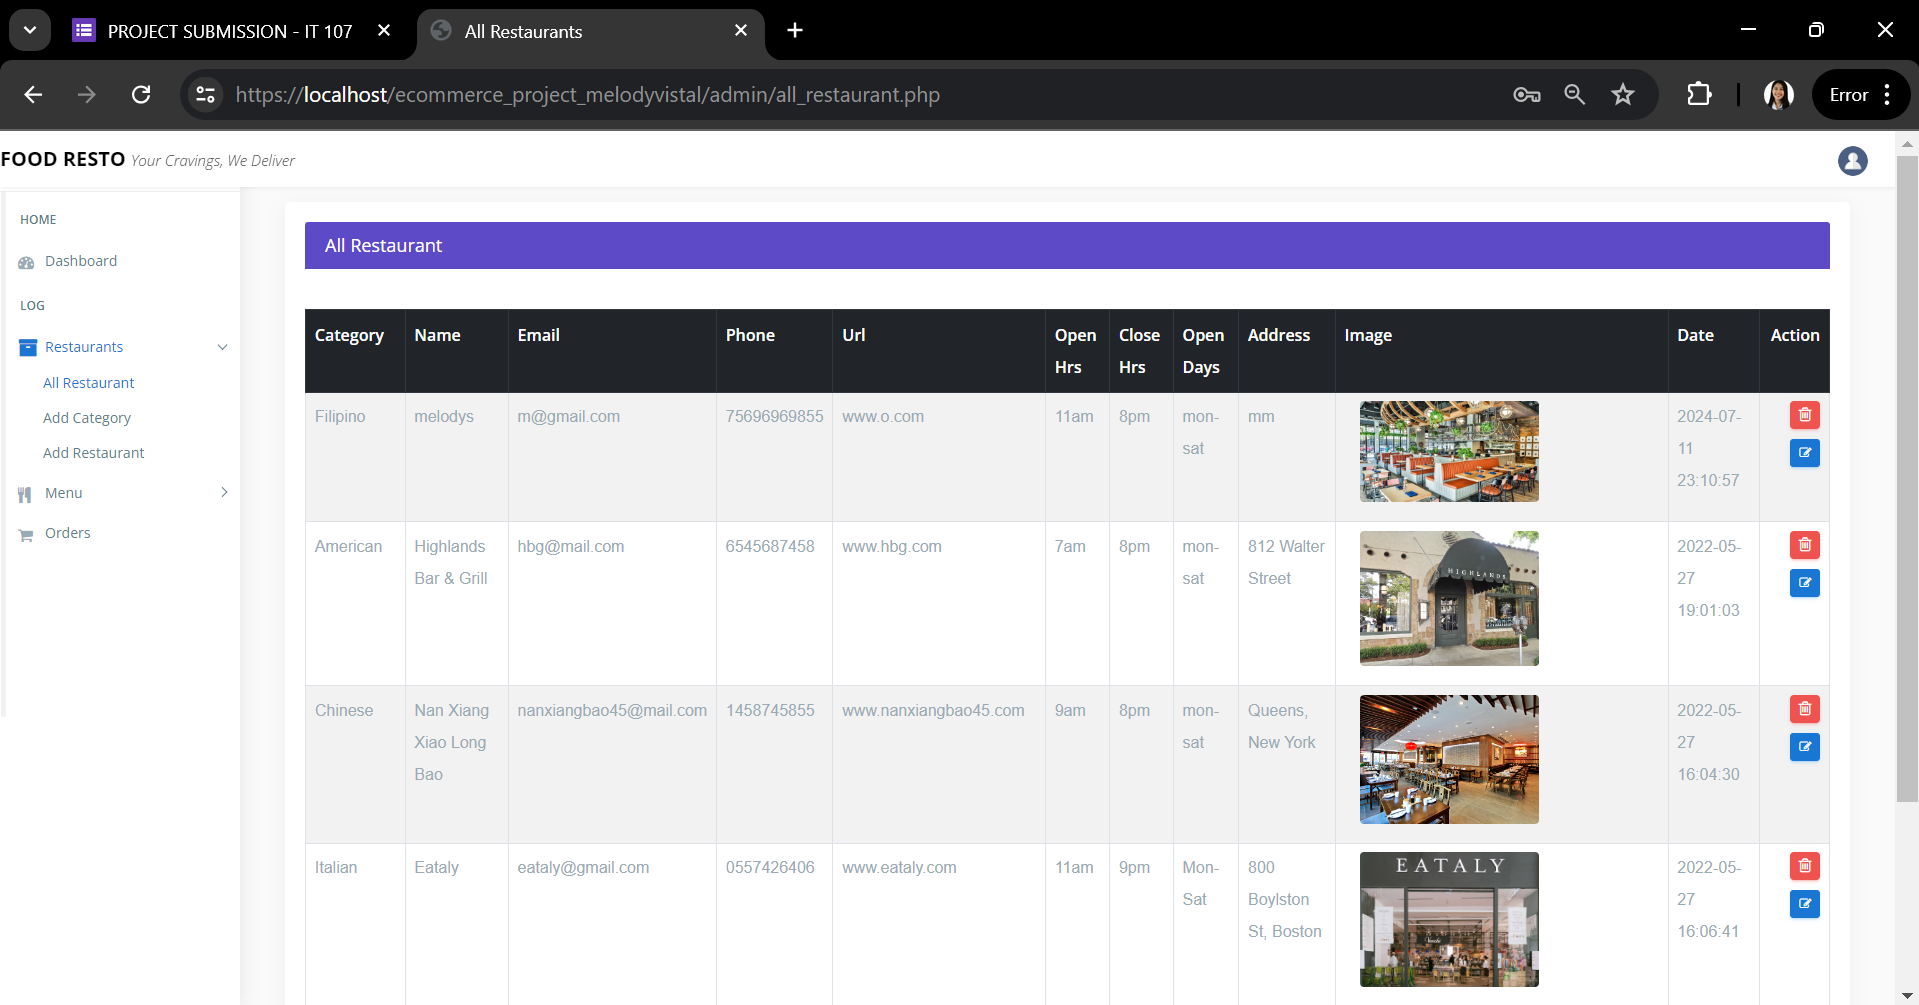 PROJECT SUBMISSION - IT 107
All Restaurants
https://localhost/ecommerce_project_melodyvistal/admin/all_restaurant.php
Error
FOOD RESTO Your Cravings, We Deliver
HOME
Dashboard
LOG
Restaurants
All Restaurant
Add Category
Add Restaurant
Menu
Orders
All Restaurant
Category Name Email Phone Url Open Close Open Address Image Date Action
Hrs Hrs Days
Filipino melodys m@gmail.com 75696969855 www.o.com 11am 8pm mon- mm 2024-07-
sat 11
23:10:57
American Highlands hbg@mail.com 6545687458 www.hbg.com 7am 8pm mon- 812 Walter 2022-05-
Bar & Grill sat Street 27
19:01:03
HIGHLANDS
Chinese Nan Xiang nanxiangbao45@mail.com 1458745855 www.nanxiangbao45.com 9am 8pm mon- Queens, 2022-05-
Xiao Long sat New York 27
Bao 16:04:30
Italian Eataly eataly@gmail.com 0557426406 www.eataly.com 11am 9pm Mon- 800 EATALY 2022-05-
Sat Boylston 27
St, Boston 16:06:41